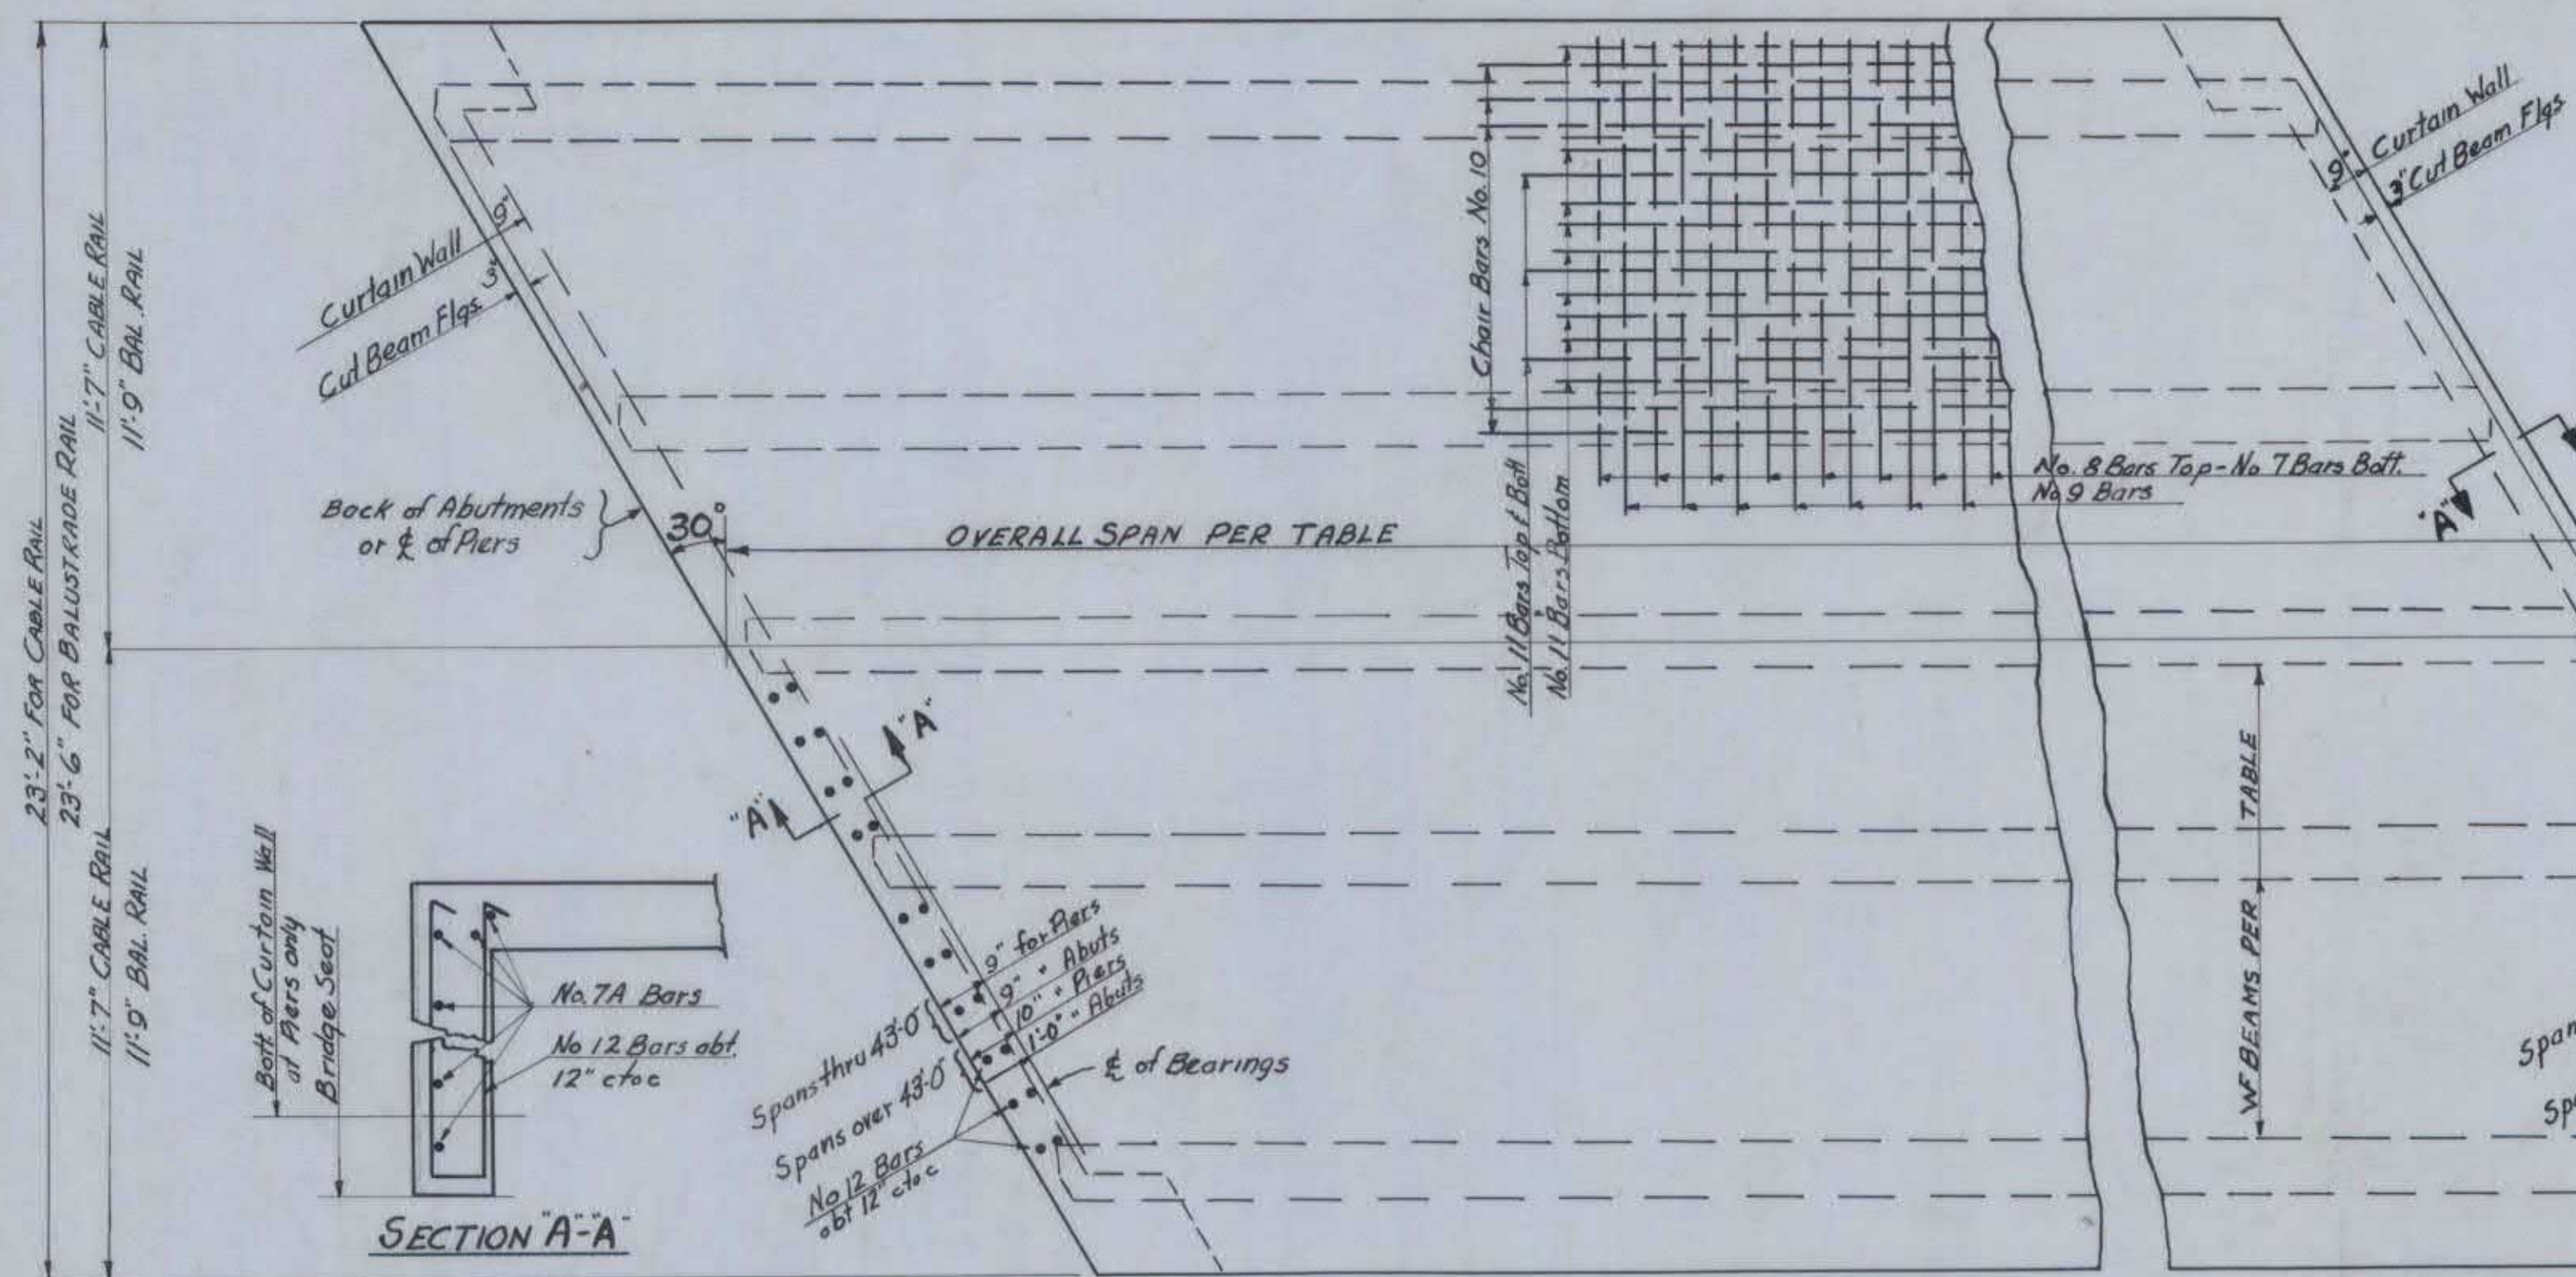 23'-2" FOR CABLE RAIL
23'-6" FOR BALUSTRADE RAIL
11'-7" CABLE RAIL
11'-9" BAL. RAIL
11'-7" CABLE RAIL
11'-9" BAL. RAIL
Curtain Wall
9"
3"
Cut Beam Flgs.
Back of Abutments
or ℄ of Piers
30°
OVERALL SPAN PER TABLE
Chair Bars No. 10
No. 11 Bars Top & Bott
No. 11 Bars Bottom
No. 8 Bars Top - No 7 Bars Bott.
No 9 Bars
Curtain Wall
9"
3" Cut Beam Flgs
"A"
"A"
"A"
WF BEAMS PER TABLE
Bott. of Curtain Wall
at Piers only
Bridge Seat
No. 7A Bars
No 12 Bars abt.
12" c to c
SECTION "A"-"A"
9" for Piers
9" " Abuts
10" " Piers
1'-0" " Abuts
Spans thru 43'-0"
Spans over 43'-0"
No 12 Bars
abt 12" c to c
℄ of Bearings